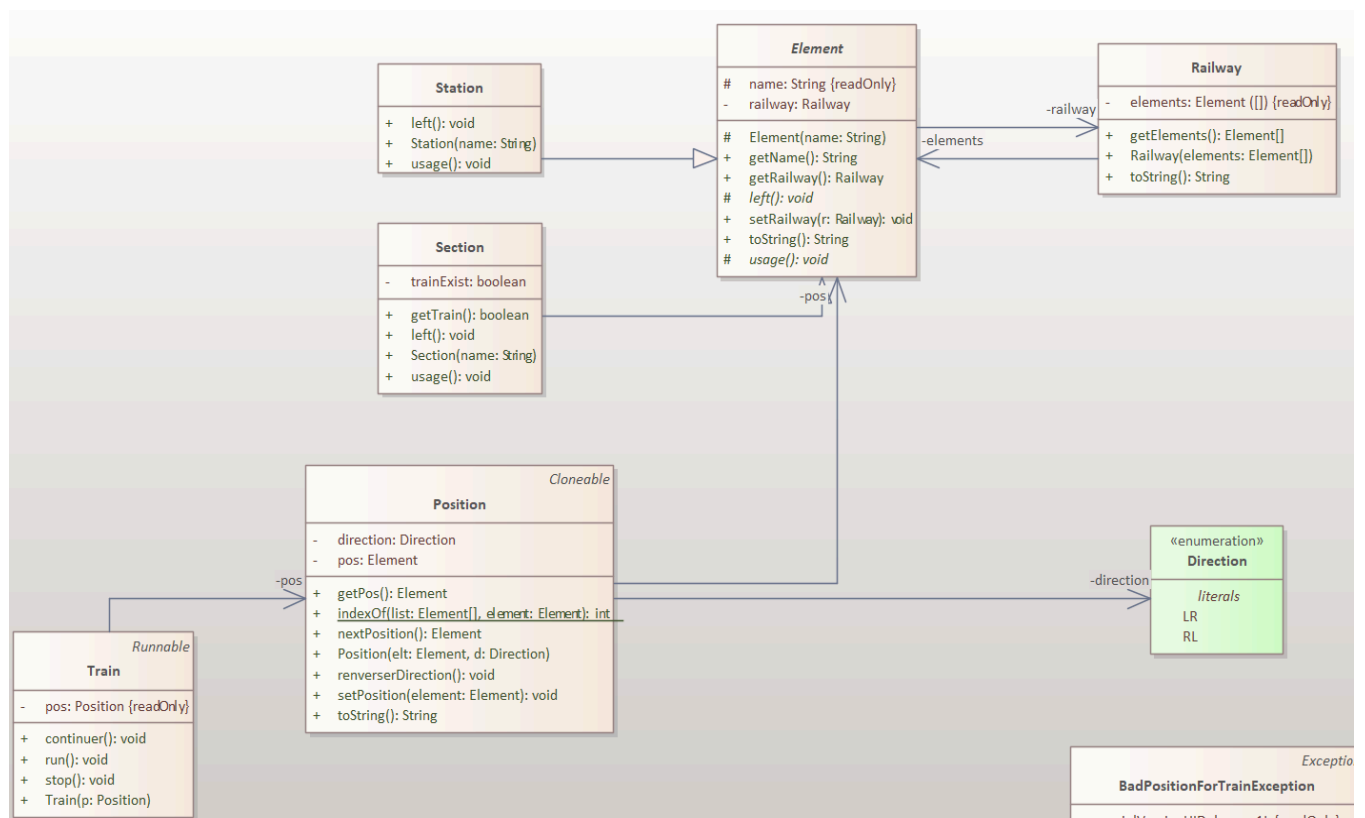 Element
# name: String {readOnly}
- railway: Railway
# Element(name: String)
+ getName(): String
+ getRailway(): Railway
# left(): void
+ setRailway(r: Railway): void
+ toString(): String
# usage(): void
Railway
- elements: Element ([]) {readOnly}
+ getElements(): Element[]
+ Railway(elements: Element[])
+ toString(): String
-railway
-elements
Station
+ left(): void
+ Station(name: String)
+ usage(): void
Section
- trainExist: boolean
+ getTrain(): boolean
+ left(): void
+ Section(name: String)
+ usage(): void
-pos
Cloneable
Position
- direction: Direction
- pos: Element
+ getPos(): Element
+ indexOf(list: Element[], element: Element): int
+ nextPosition(): Element
+ Position(elt: Element, d: Direction)
+ renverserDirection(): void
+ setPosition(element: Element): void
+ toString(): String
-direction
«enumeration»
Direction
literals
LR
RL
-pos
Runnable
Train
- pos: Position {readOnly}
+ continuer(): void
+ run(): void
+ stop(): void
+ Train(p: Position)
Exceptio
BadPositionForTrainException